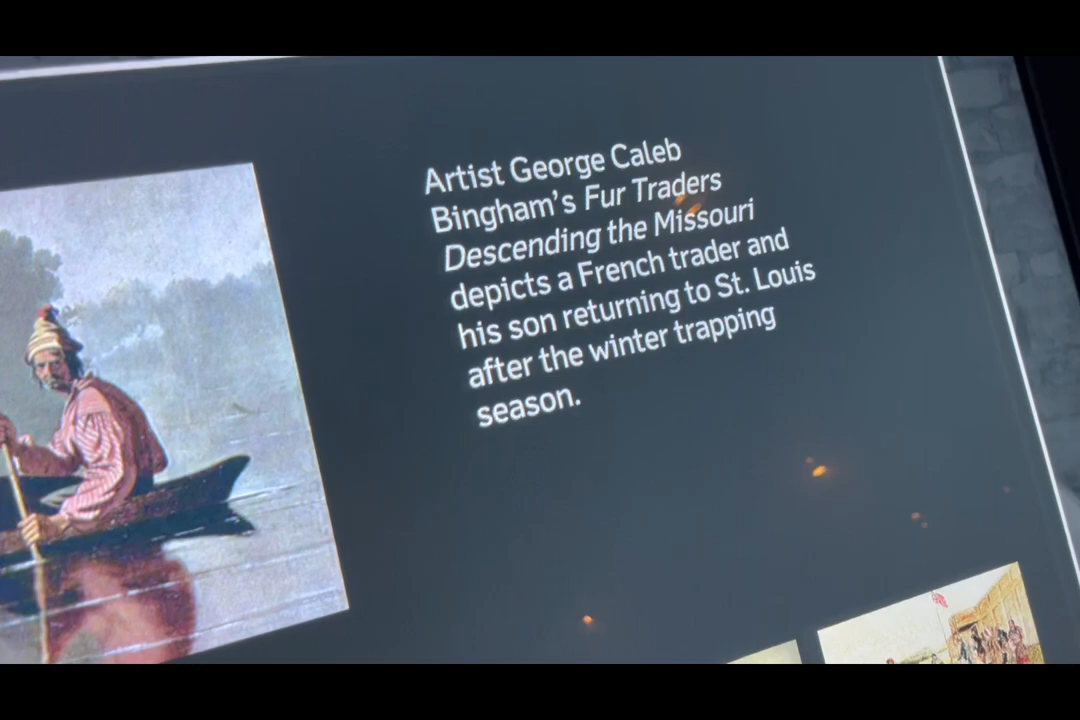 Artist George Caleb
Bingham’s Fur Traders
Descending the Missouri
depicts a French trader and
his son returning to St. Louis
after the winter trapping
season.